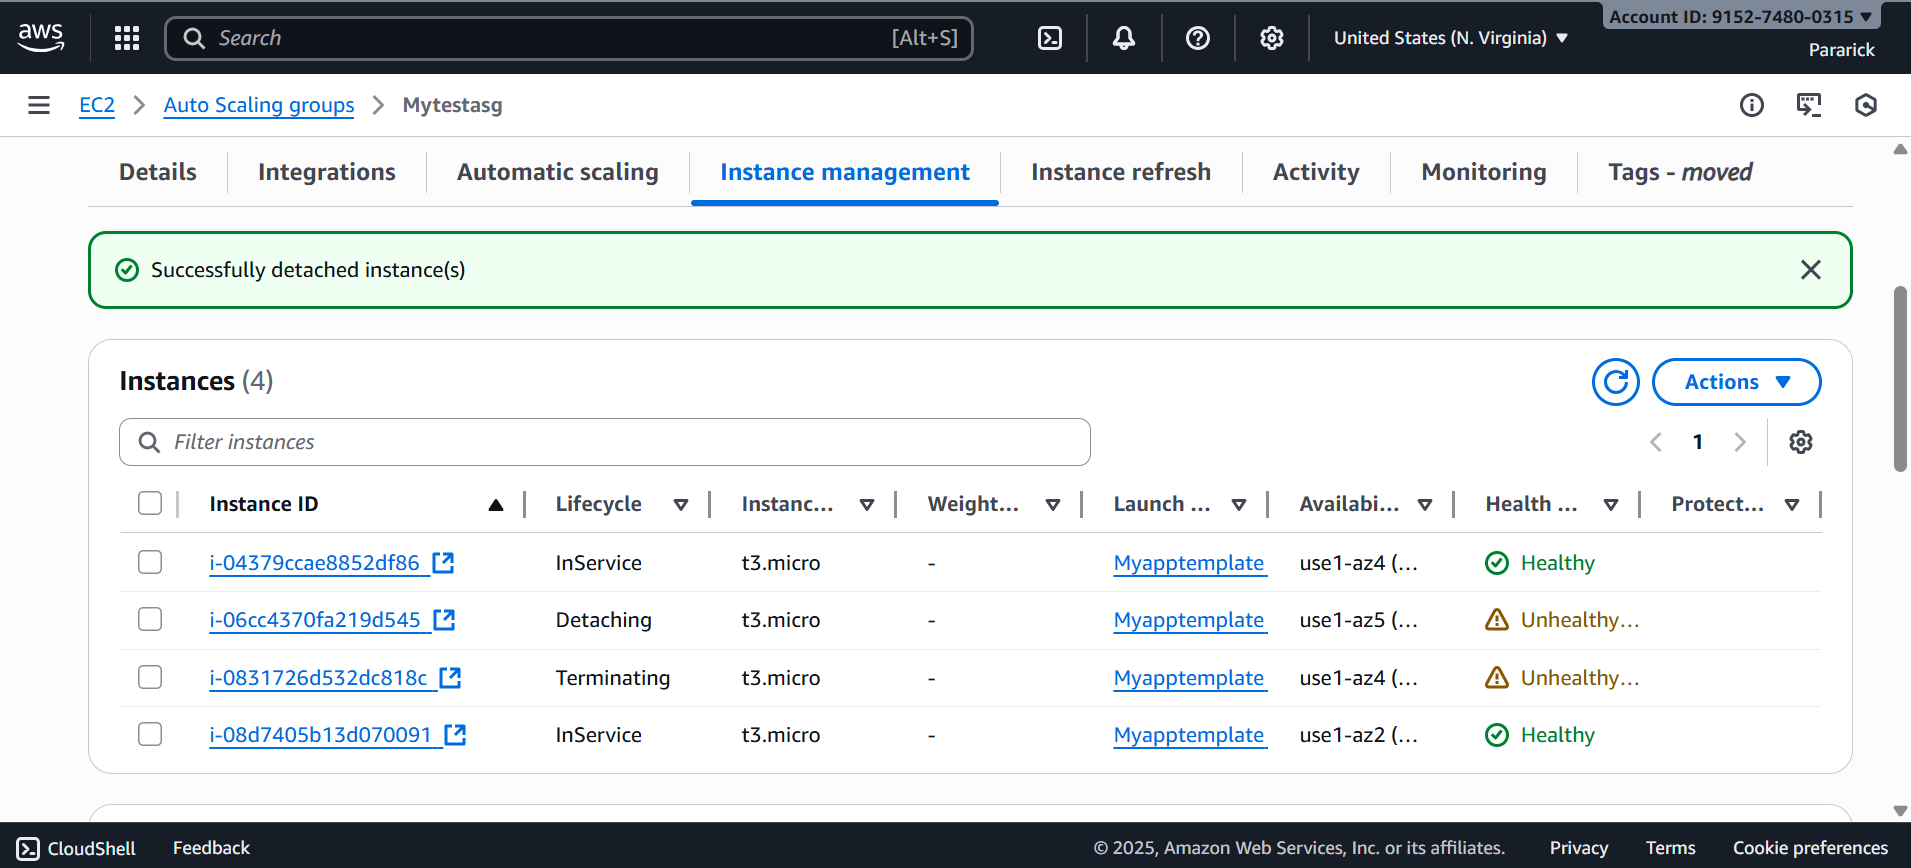 Account ID: 9152-7480-0315
aws Search [Alt+S] United States (N. Virginia) Pararick
EC2 Auto Scaling groups Mytestasg
Details Integrations Automatic scaling Instance management Instance refresh Activity Monitoring Tags - moved
Successfully detached instance(s)
Instances (4) Actions
Filter instances 1
Instance ID Lifecycle Instanc... Weight... Launch ... Availabi... Health ... Protect...
i-04379ccae8852df86 InService t3.micro - Myapptemplate use1-az4 (... Healthy
i-06cc4370fa219d545 Detaching t3.micro - Myapptemplate use1-az5 (... Unhealthy...
i-0831726d532dc818c Terminating t3.micro - Myapptemplate use1-az4 (... Unhealthy...
i-08d7405b13d070091 InService t3.micro - Myapptemplate use1-az2 (... Healthy
CloudShell Feedback © 2025, Amazon Web Services, Inc. or its affiliates. Privacy Terms Cookie preferences